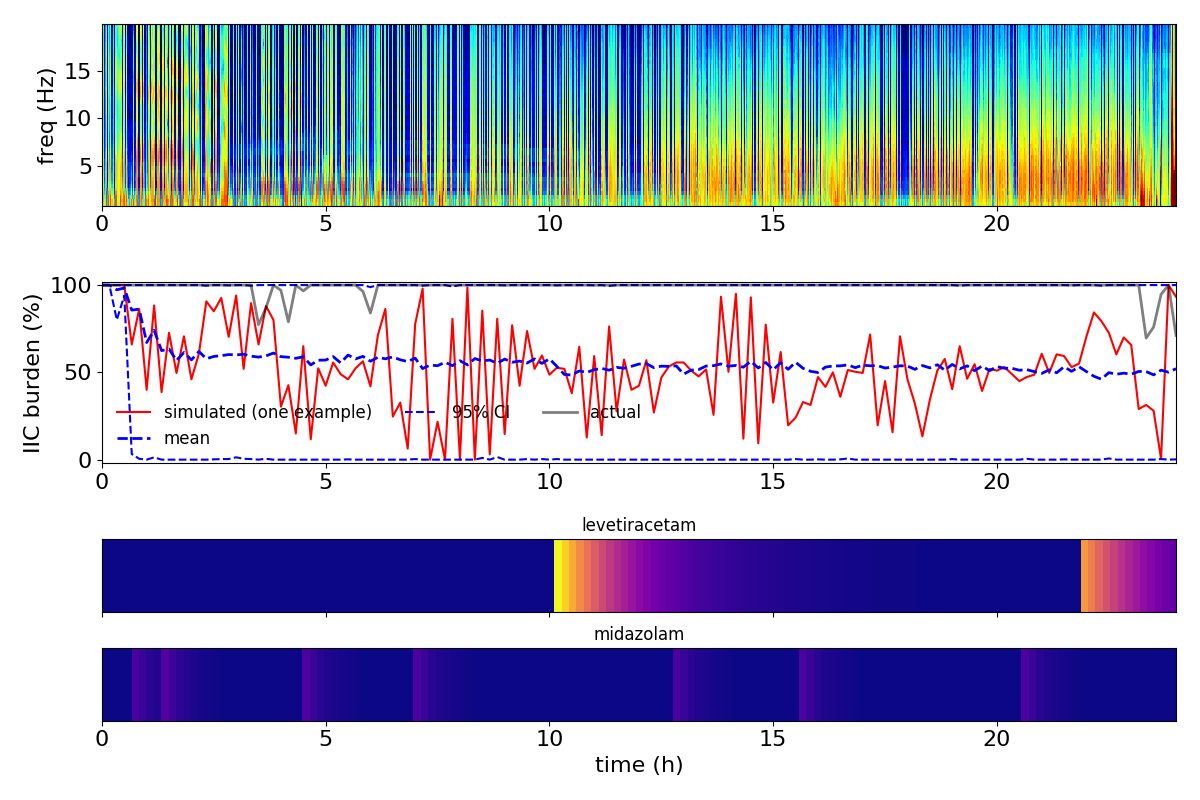 freq (Hz)
15
10
5
0 5 10 15 20
IIC burden (%)
100
50
0
simulated (one example) 95% CI actual
mean
0 5 10 15 20
levetiracetam
midazolam
0 5 10 15 20
time (h)